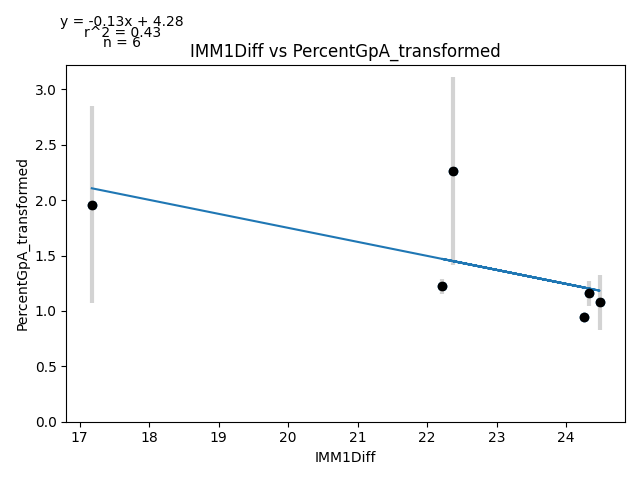 y = -0.13x + 4.28
r^2 = 0.43
n = 6
IMM1Diff vs PercentGpA_transformed
3.0
2.5
2.0
1.5
1.0
0.5
0.0
PercentGpA_transformed
17 18 19 20 21 22 23 24
IMM1Diff